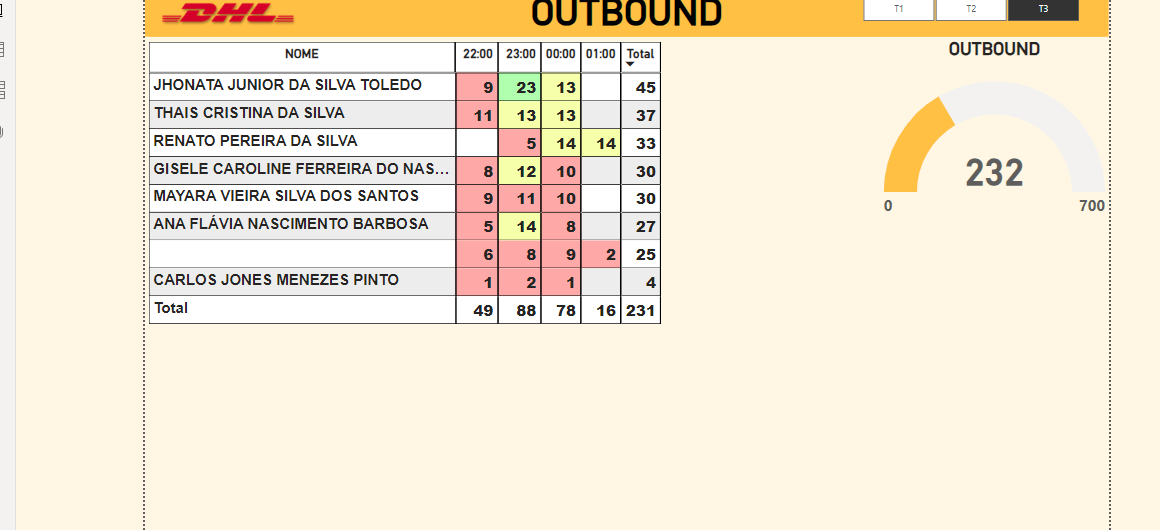 DHL
OUTBOUND
T1 T2 T3
NOME 22:00 23:00 00:00 01:00 Total
JHONATA JUNIOR DA SILVA TOLEDO 9 23 13 45
THAIS CRISTINA DA SILVA 11 13 13 37
RENATO PEREIRA DA SILVA 5 14 14 33
GISELE CAROLINE FERREIRA DO NAS... 8 12 10 30
MAYARA VIEIRA SILVA DOS SANTOS 9 11 10 30
ANA FLÁVIA NASCIMENTO BARBOSA 5 14 8 27
6 8 9 2 25
CARLOS JONES MENEZES PINTO 1 2 1 4
Total 49 88 78 16 231
OUTBOUND
232
0 700